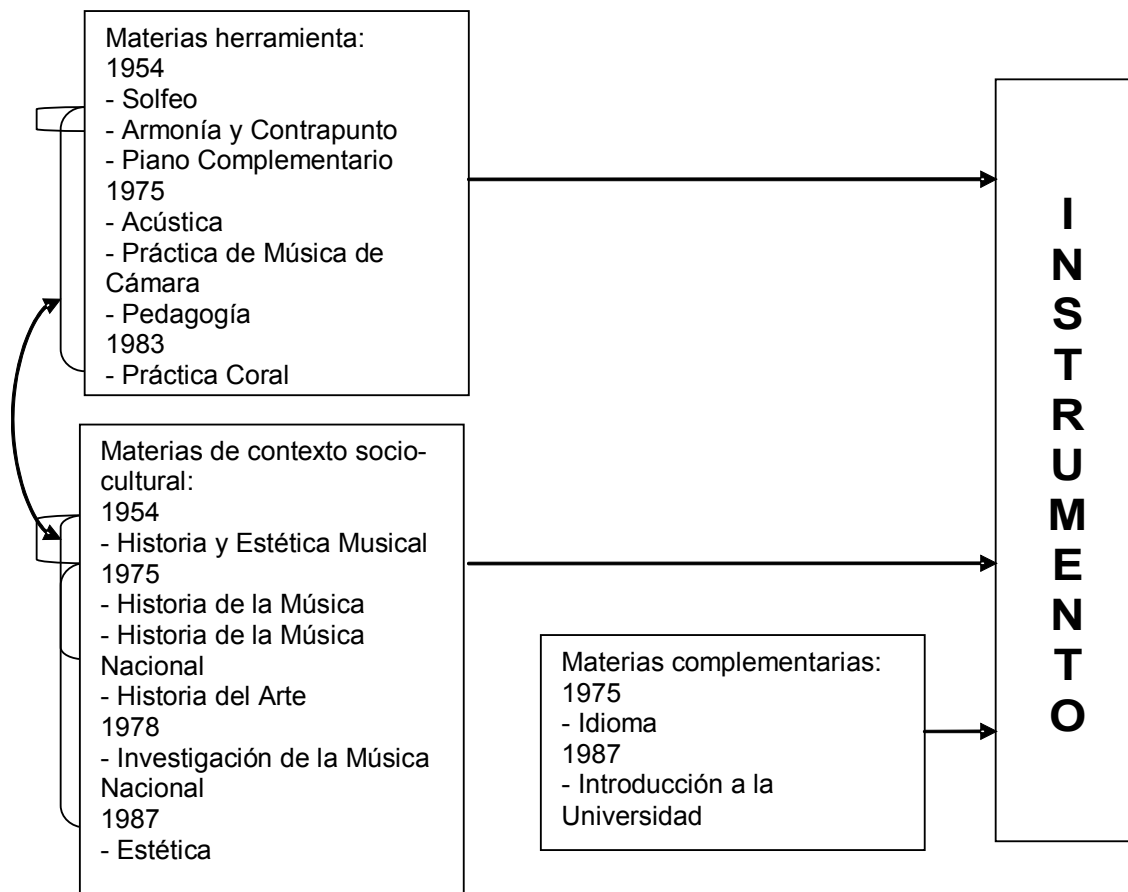 Materias herramienta:
1954
- Solfeo
- Armonía y Contrapunto
- Piano Complementario
1975
- Acústica
- Práctica de Música de
Cámara
- Pedagogía
1983
- Práctica Coral
Materias de contexto socio-
cultural:
1954
- Historia y Estética Musical
1975
- Historia de la Música
- Historia de la Música
Nacional
- Historia del Arte
1978
- Investigación de la Música
Nacional
1987
- Estética
Materias complementarias:
1975
- Idioma
1987
- Introducción a la
Universidad
I
N
S
T
R
U
M
E
N
T
O